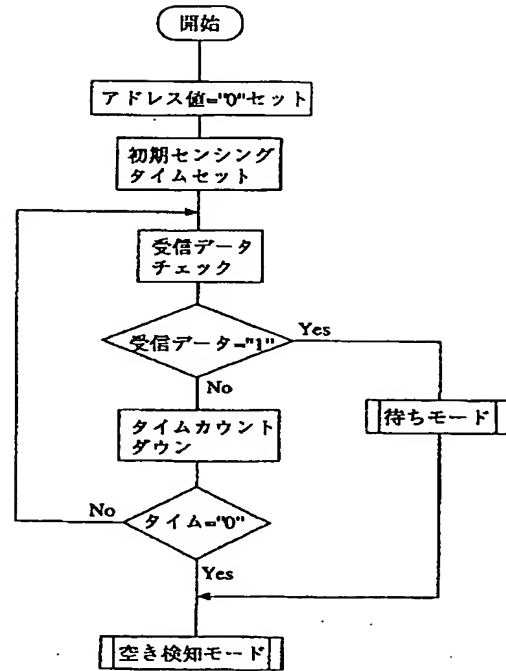 開始
アドレス値="0"セット
初期センシング
タイムセット
受信データ
チェック
受信データ="1"
Yes
No
待ちモード
タイムカウント
ダウン
タイム="0"
No
Yes
空き検知モード